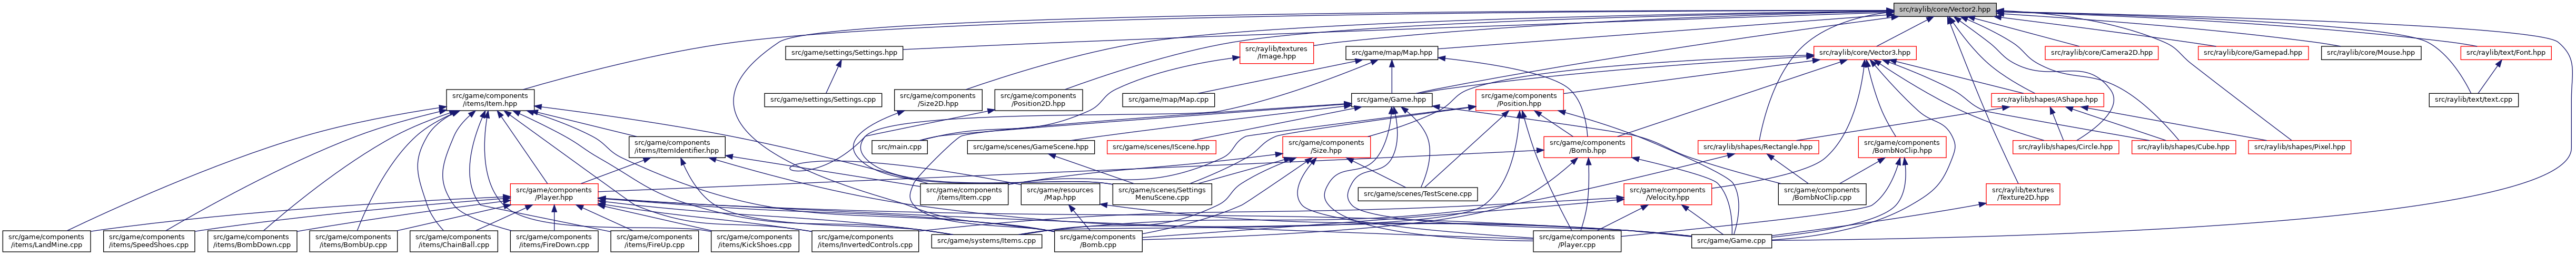 src/raylib/core/Vector2.hpp
src/game/settings/Settings.hpp
src/raylib/textures
/Image.hpp
src/game/map/Map.hpp
src/raylib/core/Vector3.hpp
src/raylib/core/Camera2D.hpp
src/raylib/core/Gamepad.hpp
src/raylib/core/Mouse.hpp
src/raylib/text/Font.hpp
src/game/components
/items/Item.hpp
src/game/settings/Settings.cpp
src/game/components
/Size2D.hpp
src/game/components
/Position2D.hpp
src/game/map/Map.cpp
src/game/Game.hpp
src/game/components
/Position.hpp
src/raylib/shapes/AShape.hpp
src/raylib/text/text.cpp
src/game/components
/items/ItemIdentifier.hpp
src/main.cpp
src/game/scenes/GameScene.hpp
src/game/scenes/IScene.hpp
src/game/components
/Size.hpp
src/game/components
/Bomb.hpp
src/raylib/shapes/Rectangle.hpp
src/game/components
/BombNoClip.hpp
src/raylib/shapes/Circle.hpp
src/raylib/shapes/Cube.hpp
src/raylib/shapes/Pixel.hpp
src/game/components
/Player.hpp
src/game/components
/items/Item.cpp
src/game/resources
/Map.hpp
src/game/scenes/Settings
MenuScene.cpp
src/game/scenes/TestScene.cpp
src/game/components
/Velocity.hpp
src/game/components
/BombNoClip.cpp
src/raylib/textures
/Texture2D.hpp
src/game/components
/items/LandMine.cpp
src/game/components
/items/SpeedShoes.cpp
src/game/components
/items/BombDown.cpp
src/game/components
/items/BombUp.cpp
src/game/components
/items/ChainBall.cpp
src/game/components
/items/FireDown.cpp
src/game/components
/items/FireUp.cpp
src/game/components
/items/KickShoes.cpp
src/game/components
/items/InvertedControls.cpp
src/game/systems/Items.cpp
src/game/components
/Bomb.cpp
src/game/components
/Player.cpp
src/game/Game.cpp